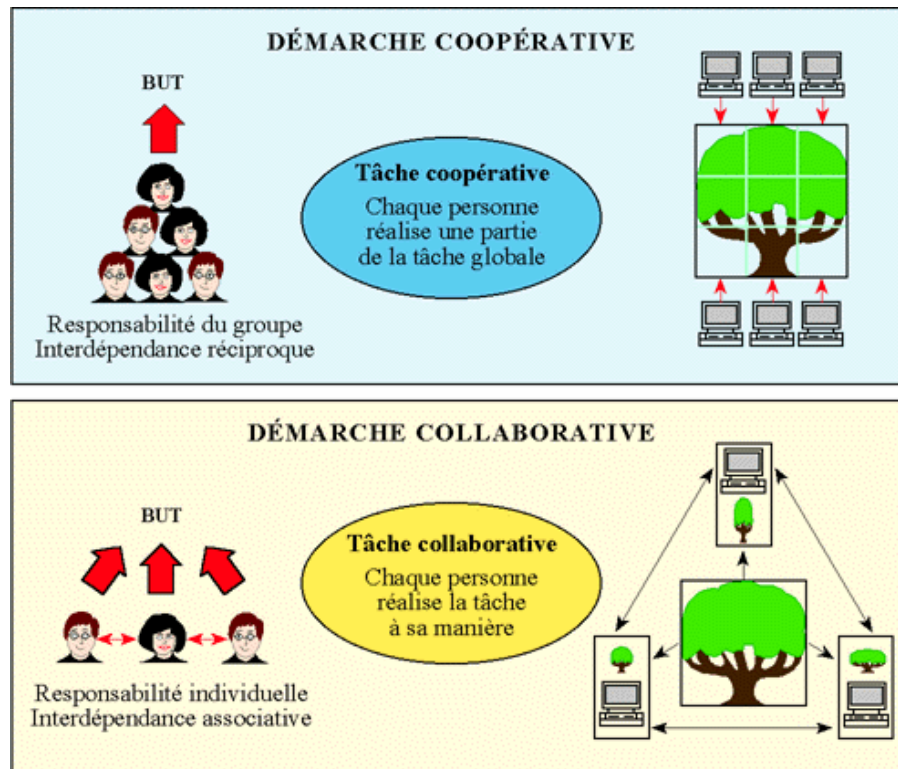 DÉMARCHE COOPÉRATIVE
BUT
Responsabilité du groupe
Interdépendance réciproque
Tâche coopérative
Chaque personne
réalise une partie
de la tâche globale
DÉMARCHE COLLABORATIVE
BUT
Responsabilité individuelle
Interdépendance associative
Tâche collaborative
Chaque personne
réalise la tâche
à sa manière